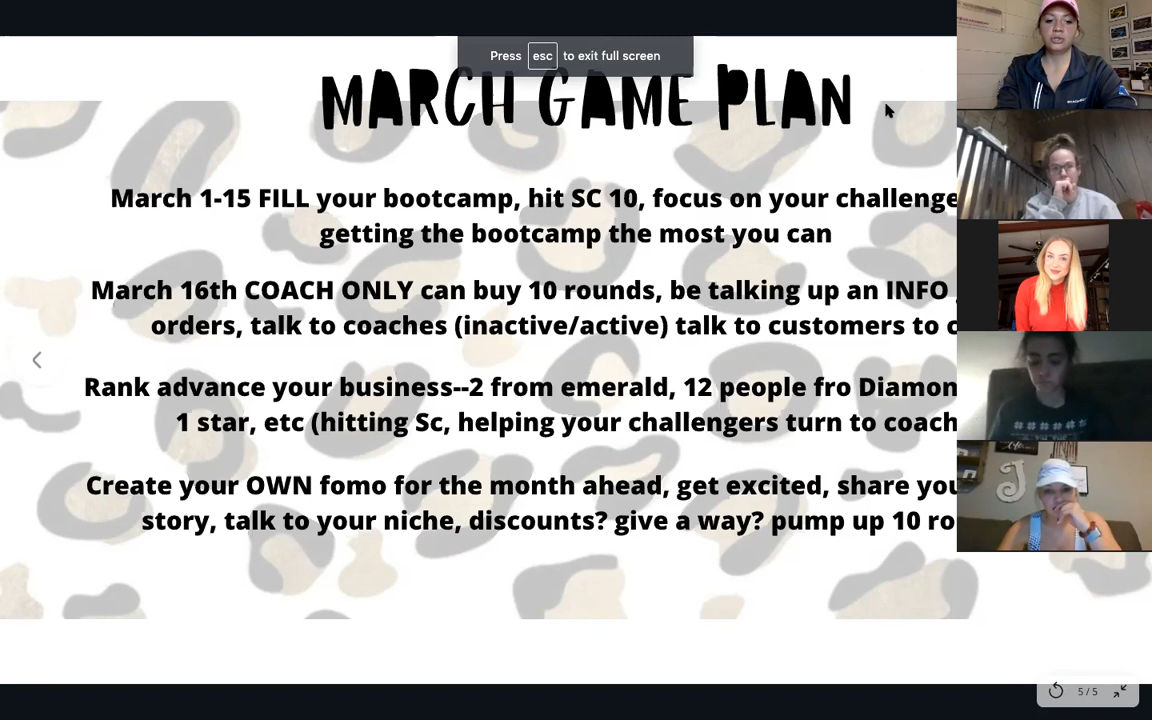 Press esc to exit full screen
MARCH GAME PLAN
March 1-15 FILL your bootcamp, hit SC 10, focus on your challenge
getting the bootcamp the most you can
March 16th COACH ONLY can buy 10 rounds, be talking up an INFO
orders, talk to coaches (inactive/active) talk to customers to
Rank advance your business--2 from emerald, 12 people fro Diamon
1 star, etc (hitting Sc, helping your challengers turn to coach
Create your OWN fomo for the month ahead, get excited, share you
story, talk to your niche, discounts? give a way? pump up 10 ro
5 / 5